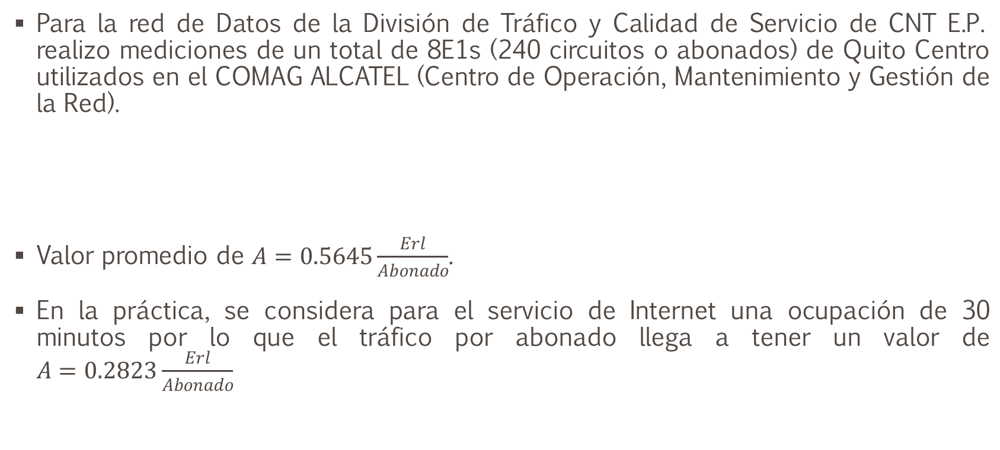 ▪ Para la red de Datos de la División de Tráfico y Calidad de Servicio de CNT E.P.
realizo mediciones de un total de 8E1s (240 circuitos o abonados) de Quito Centro
utilizados en el COMAG ALCATEL (Centro de Operación, Mantenimiento y Gestión de
la Red).
▪ Valor promedio de A = 0.5645 Erl/Abonado.
▪ En la práctica, se considera para el servicio de Internet una ocupación de 30
minutos por lo que el tráfico por abonado llega a tener un valor de
A = 0.2823 Erl/Abonado